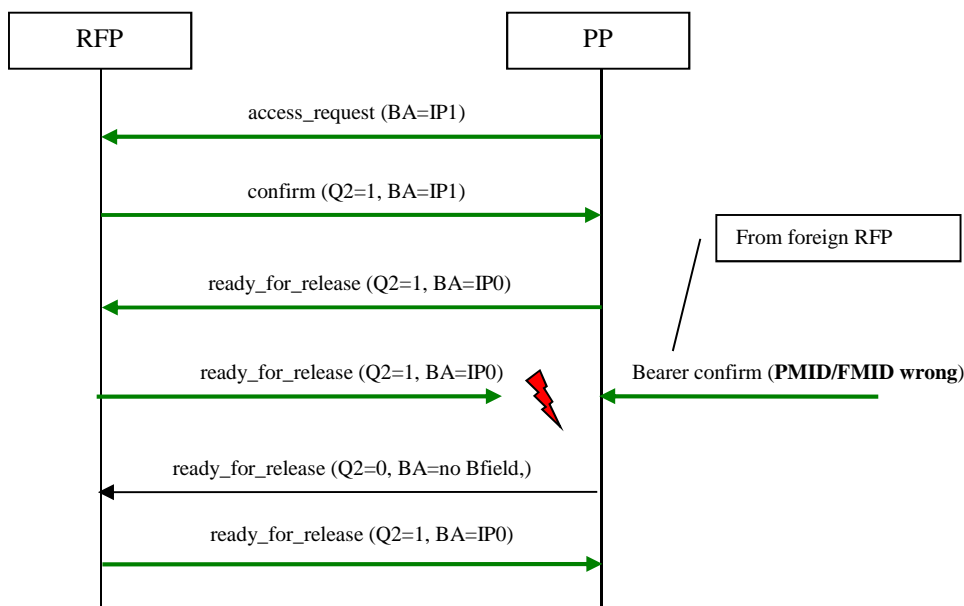 RFP
PP
access_request (BA=IP1)
confirm (Q2=1, BA=IP1)
From foreign RFP
ready_for_release (Q2=1, BA=IP0)
ready_for_release (Q2=1, BA=IP0)
Bearer confirm (PMID/FMID wrong)
ready_for_release (Q2=0, BA=no Bfield,)
ready_for_release (Q2=1, BA=IP0)